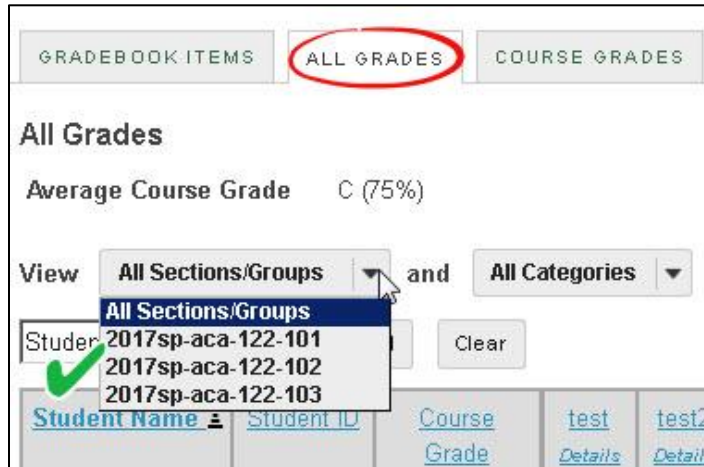 GRADEBOOK ITEMS ALL GRADES COURSE GRADES
All Grades
Average Course Grade C (75%)
View All Sections/Groups and All Categories
All Sections/Groups
2017sp-aca-122-101
2017sp-aca-122-102
2017sp-aca-122-103
Clear
Student Name Student ID Course Grade test test2
Details